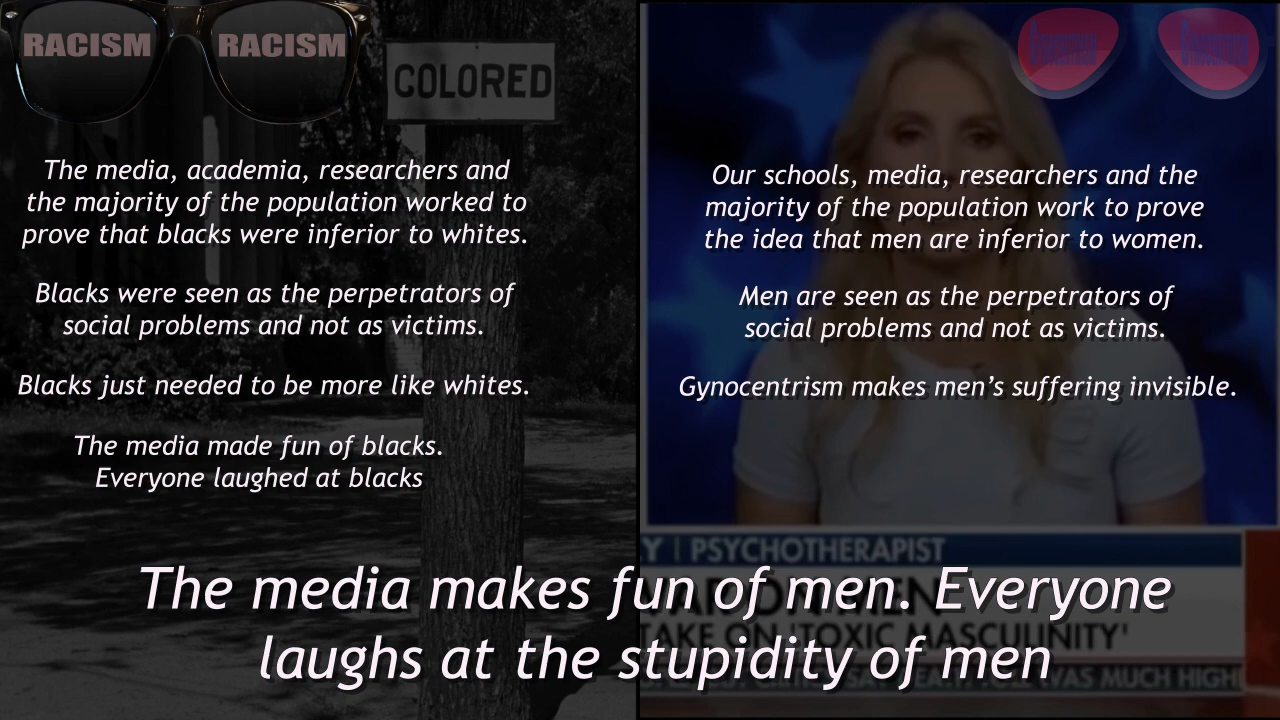 RACISM RACISM
COLORED
The media, academia, researchers and
the majority of the population worked to
prove that blacks were inferior to whites.
Blacks were seen as the perpetrators of
social problems and not as victims.
Blacks just needed to be more like whites.
The media made fun of blacks.
Everyone laughed at blacks
Our schools, media, researchers and the
majority of the population work to prove
the idea that men are inferior to women.
Men are seen as the perpetrators of
social problems and not as victims.
Gynocentrism makes men’s suffering invisible.
Y | PSYCHOTHERAPIST
The media makes fun of men. Everyone
laughs at the stupidity of men
TAKE ON 'TOXIC MASCULINITY'
WAS MUCH HIGH